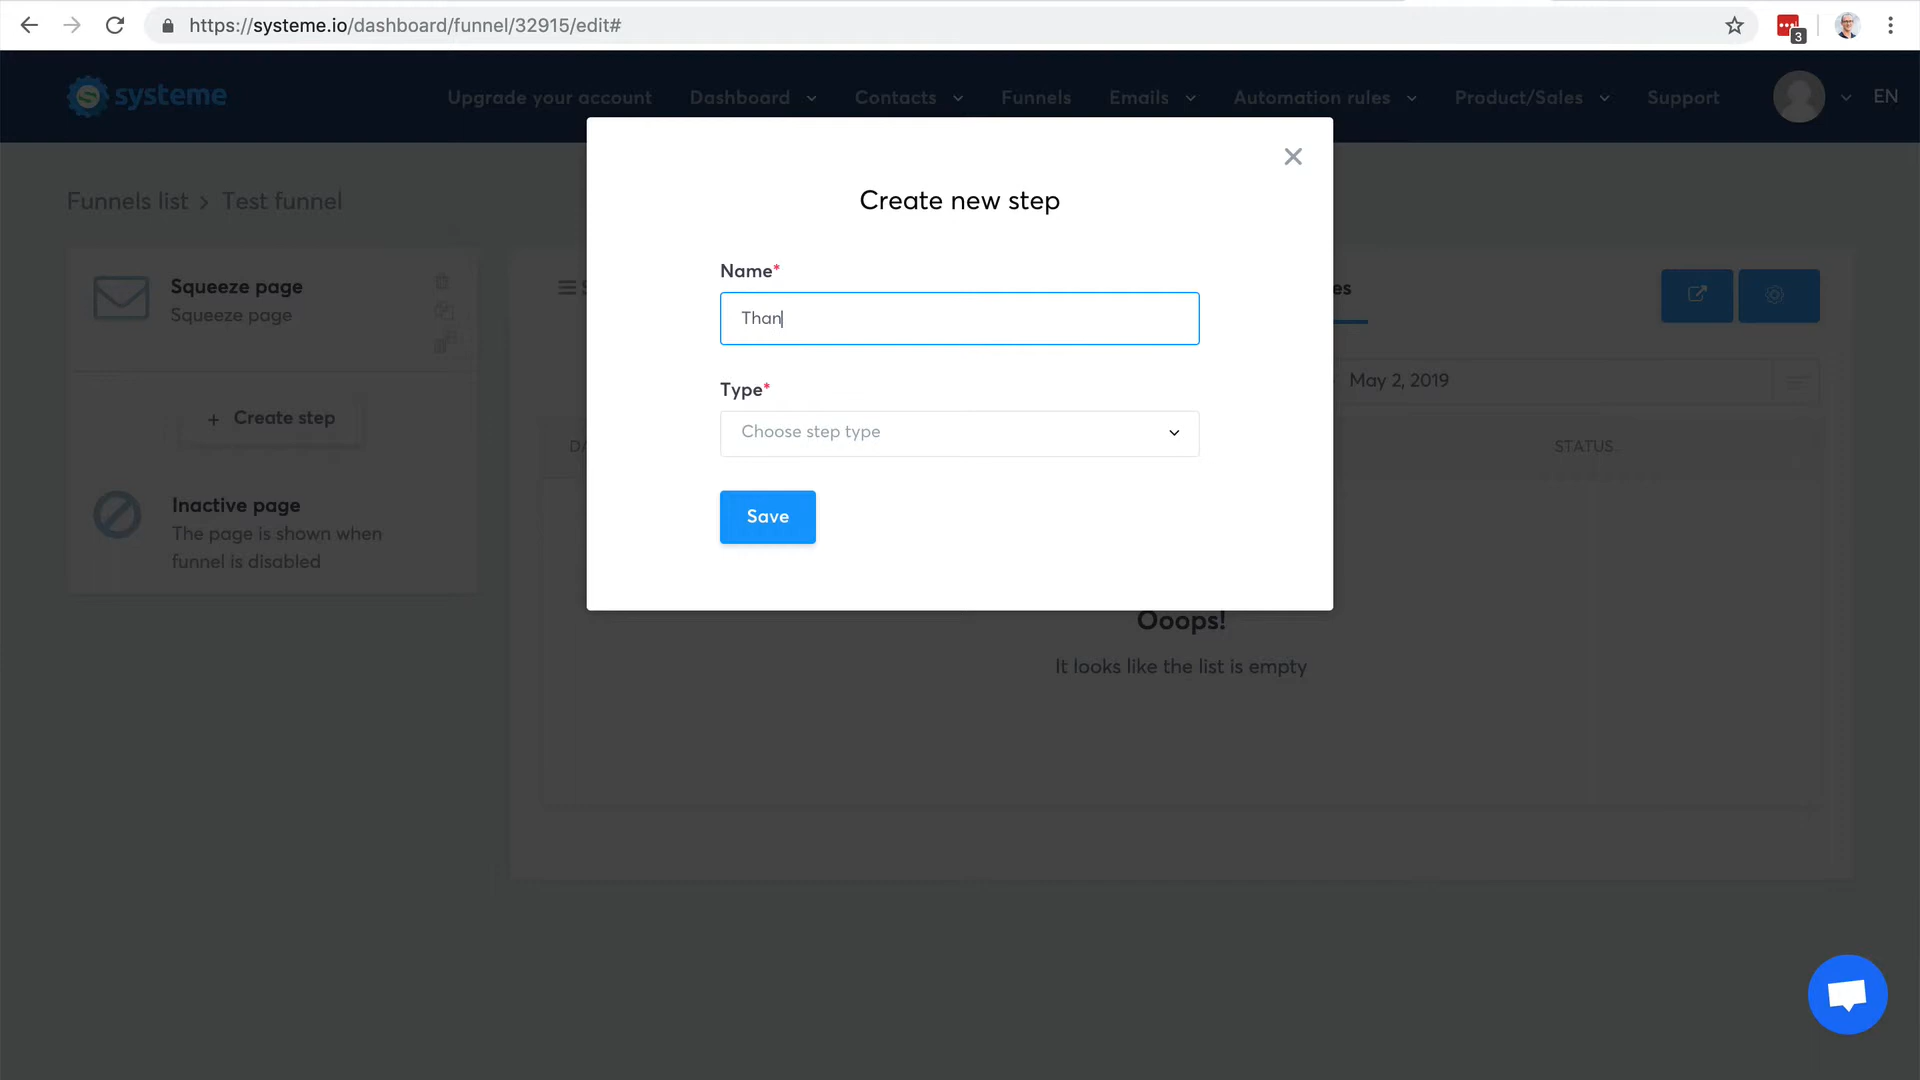 https://systeme.io/dashboard/funnel/32915/edit#
3
systeme
Upgrade your account
Dashboard
Contacts
Funnels
Emails
Automation rules
Product/Sales
Support
EN
Funnels list > Test funnel
Squeeze page
Squeeze page
+ Create step
Inactive page
The page is shown when
funnel is disabled
Create new step
Name*
Than
Type*
Choose step type
Save
May 2, 2019
STATUS
Ooops!
It looks like the list is empty